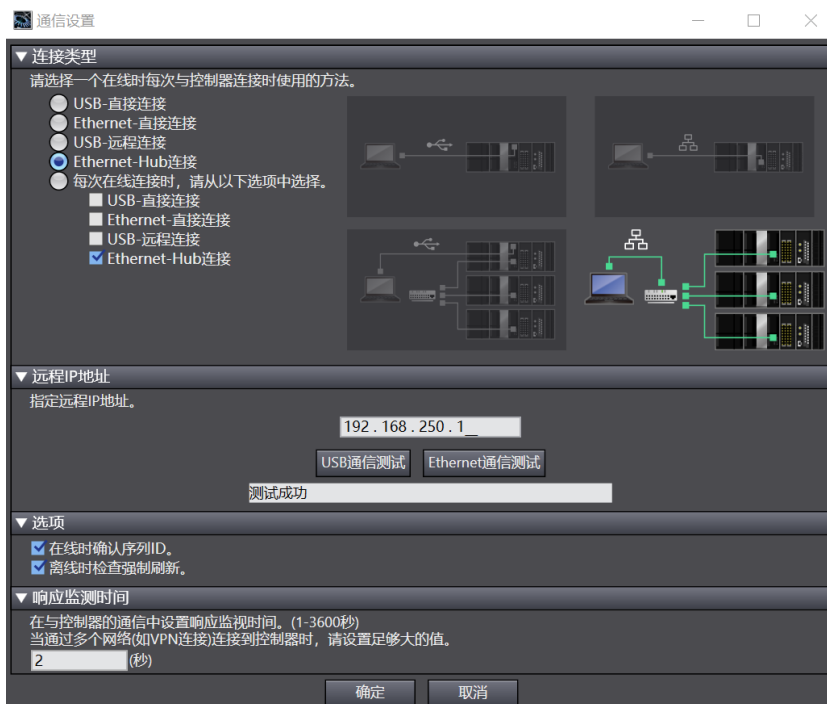 通信设置
▼连接类型
请选择一个在线时每次与控制器连接时使用的方法。
USB-直接连接
Ethernet-直接连接
USB-远程连接
Ethernet-Hub连接
每次在线连接时，请从以下选项中选择。
USB-直接连接
Ethernet-直接连接
USB-远程连接
Ethernet-Hub连接
▼远程IP地址
指定远程IP地址。
192 . 168 . 250 . 1__
USB通信测试 Ethernet通信测试
测试成功
▼选项
在线时确认序列ID。
离线时检查强制刷新。
▼响应监测时间
在与控制器的通信中设置响应监视时间。(1-3600秒)
当通过多个网络(如VPN连接)连接到控制器时，请设置足够大的值。
2 (秒)
确定 取消